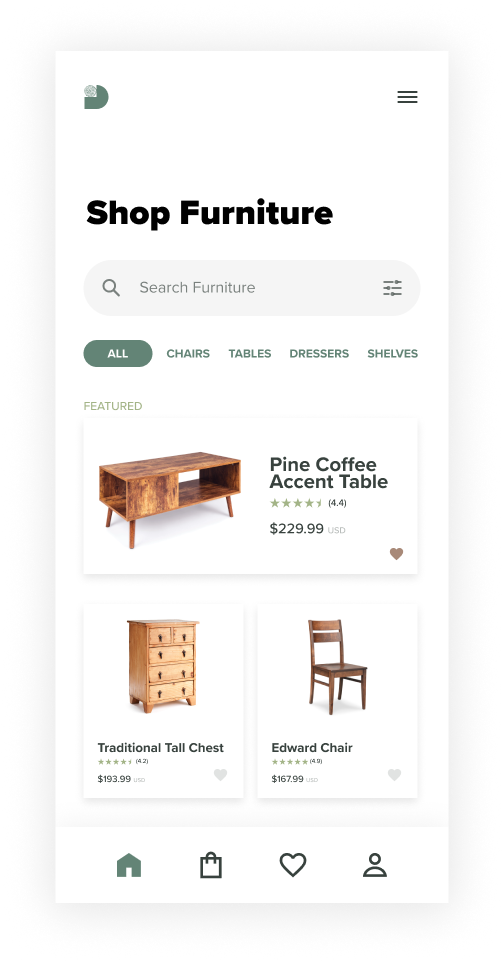 Shop Furniture
Search Furniture
ALL CHAIRS TABLES DRESSERS SHELVES
FEATURED
Pine Coffee
Accent Table
(4.4)
$229.99 USD
Traditional Tall Chest
(4.2)
$193.99 USD
Edward Chair
(4.9)
$167.99 USD